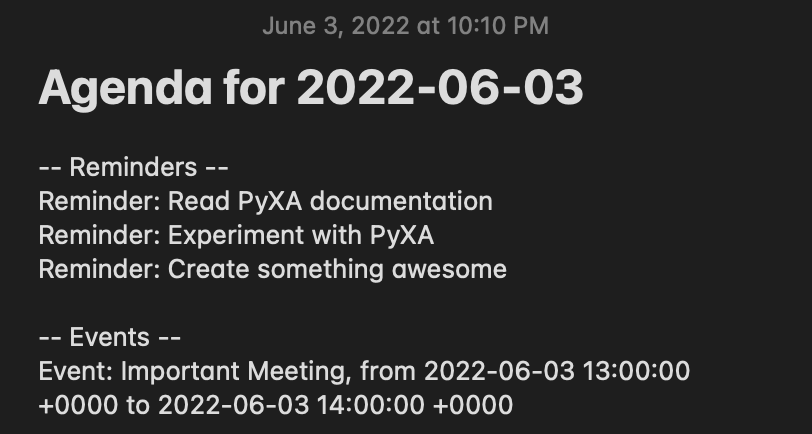 June 3, 2022 at 10:10 PM
Agenda for 2022-06-03
-- Reminders --
Reminder: Read PyXA documentation
Reminder: Experiment with PyXA
Reminder: Create something awesome
-- Events --
Event: Important Meeting, from 2022-06-03 13:00:00
+0000 to 2022-06-03 14:00:00 +0000